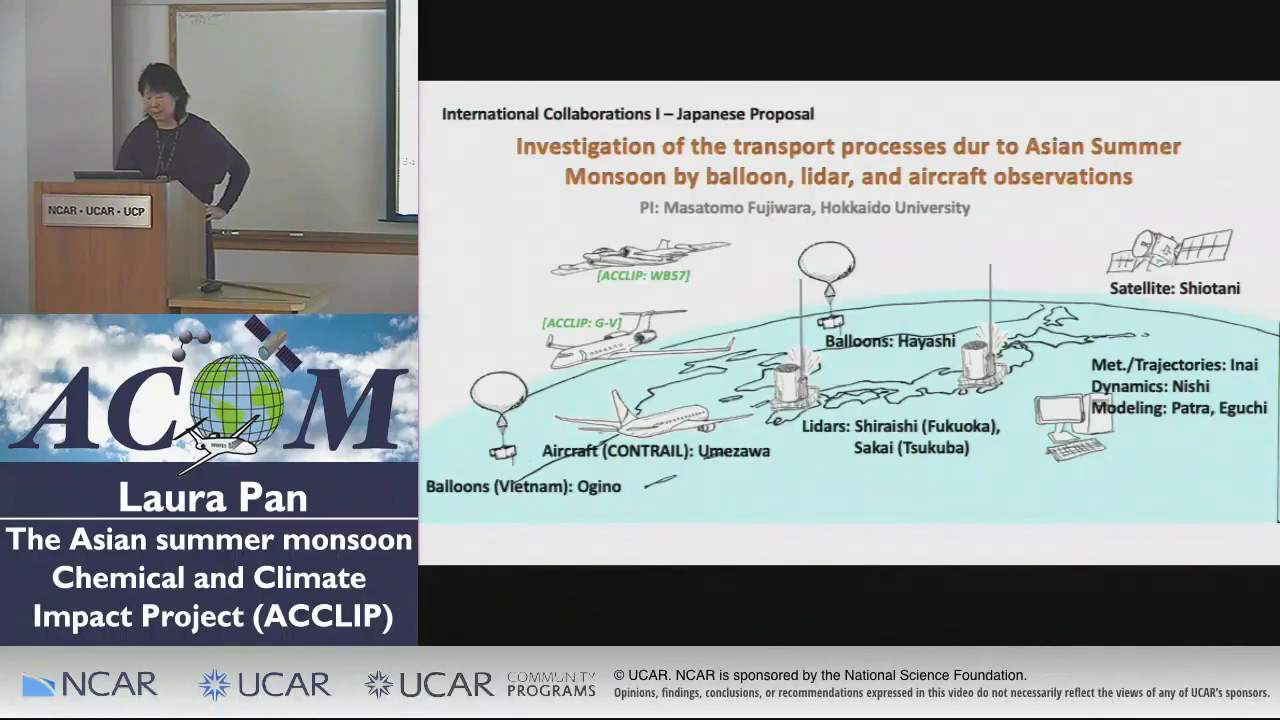 NCAR • UCAR • UCP
International Collaborations I – Japanese Proposal
Investigation of the transport processes dur to Asian Summer
Monsoon by balloon, lidar, and aircraft observations
PI: Masatomo Fujiwara, Hokkaido University
[ACCLIP: WB57]
[ACCLIP: G-V]
Satellite: Shiotani
Balloons: Hayashi
Met./Trajectories: Inai
Dynamics: Nishi
Modeling: Patra, Eguchi
Lidars: Shiraishi (Fukuoka),
Sakai (Tsukuba)
Aircraft (CONTRAIL): Umezawa
Balloons (Vietnam): Ogino
ACOM
Laura Pan
The Asian summer monsoon
Chemical and Climate
Impact Project (ACCLIP)
NCAR
UCAR
UCAR
COMMUNITY
PROGRAMS
© UCAR. NCAR is sponsored by the National Science Foundation.
Opinions, findings, conclusions, or recommendations expressed in this video do not necessarily reflect the views of any of UCAR's sponsors.